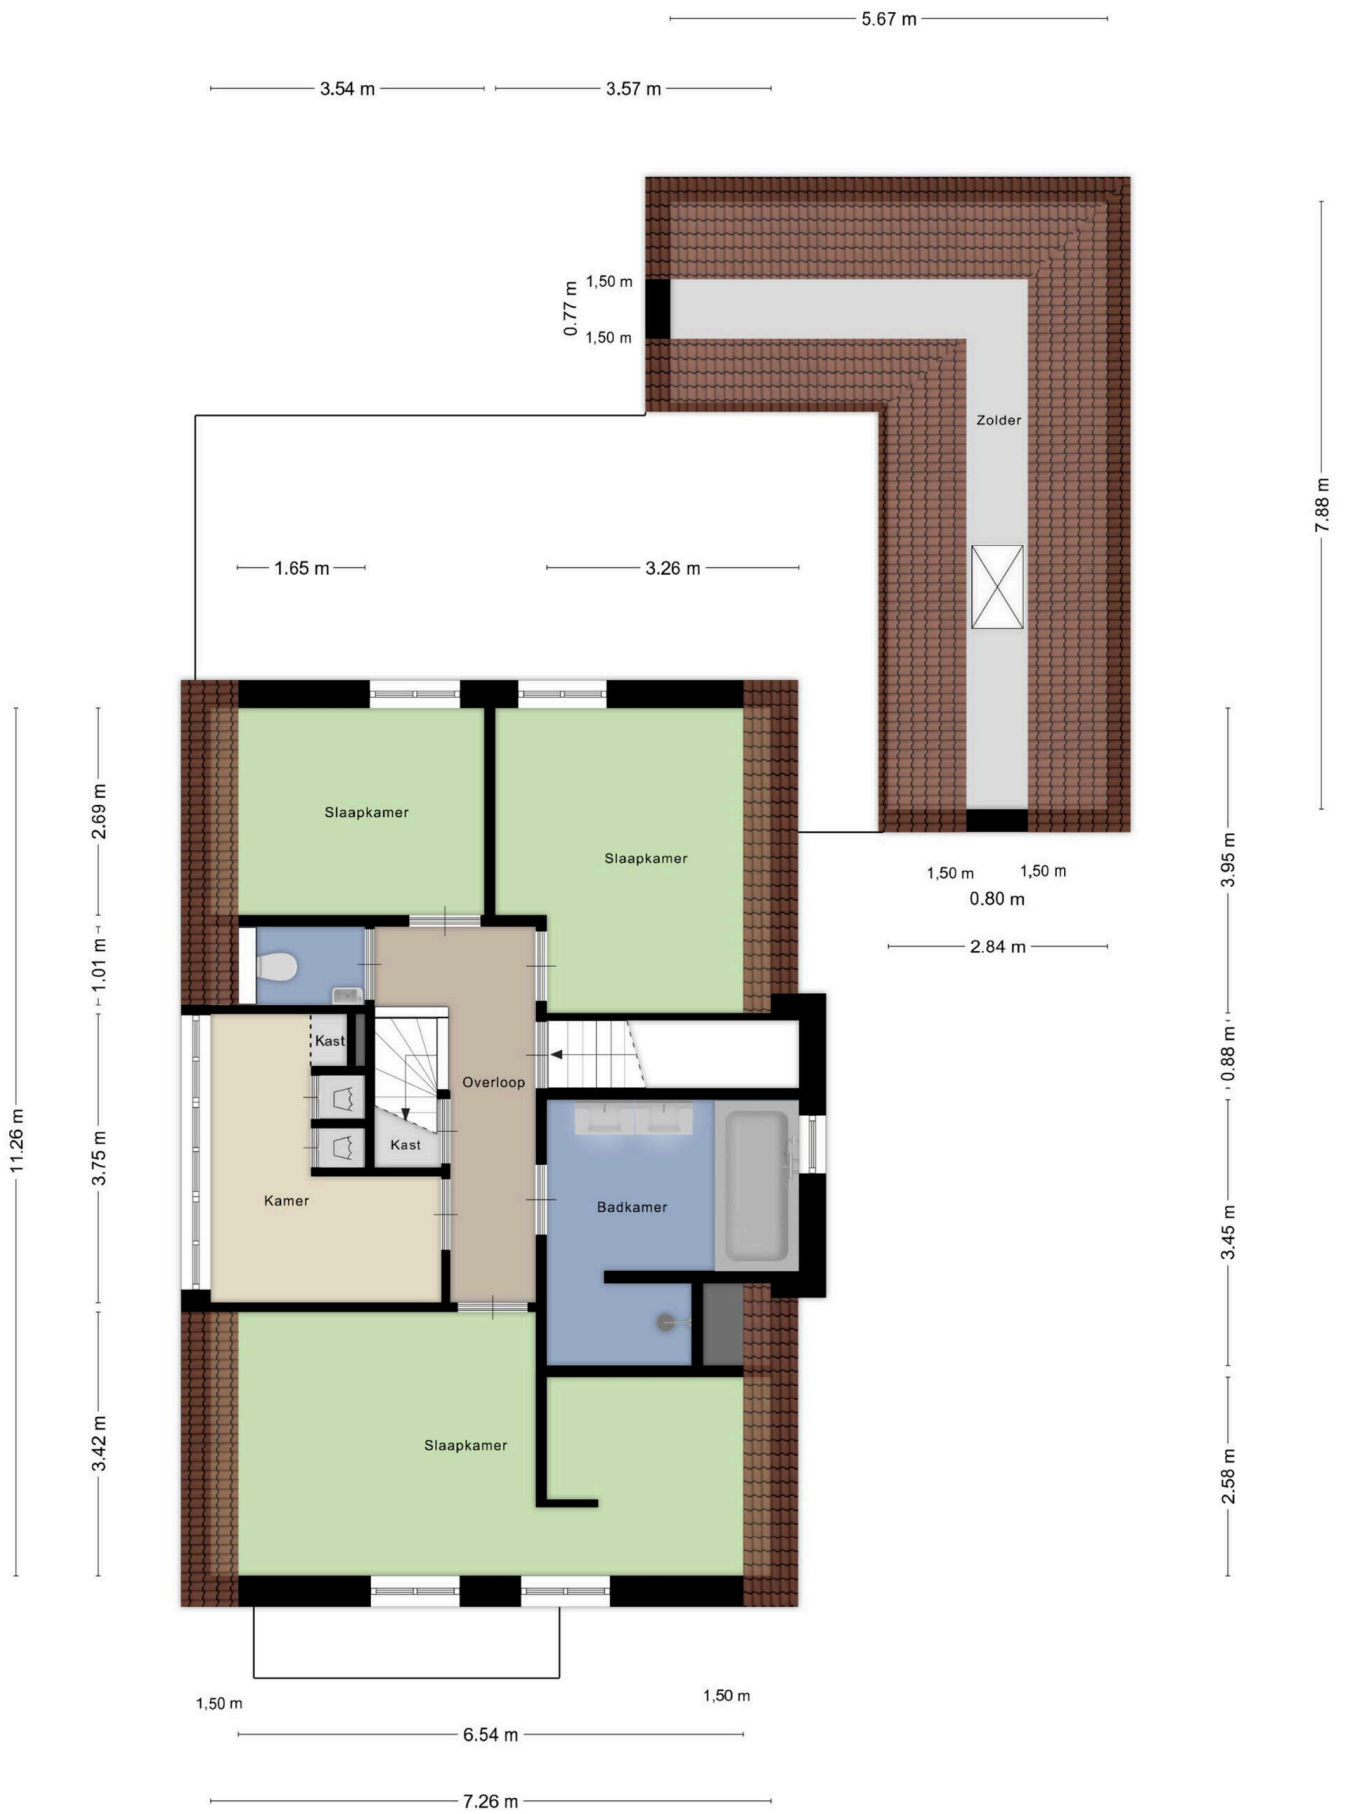 5.67 m
3.54 m
3.57 m
1,50 m
0.77 m
1,50 m
Zolder
7.88 m
1.65 m
3.26 m
2.69 m
Slaapkamer
Slaapkamer
3.95 m
1,50 m
1,50 m
0.80 m
2.84 m
1.01 m
Kast
0.88 m
Overloop
11.26 m
3.75 m
Kast
Kamer
Badkamer
3.45 m
3.42 m
Slaapkamer
2.58 m
1,50 m
1,50 m
6.54 m
7.26 m